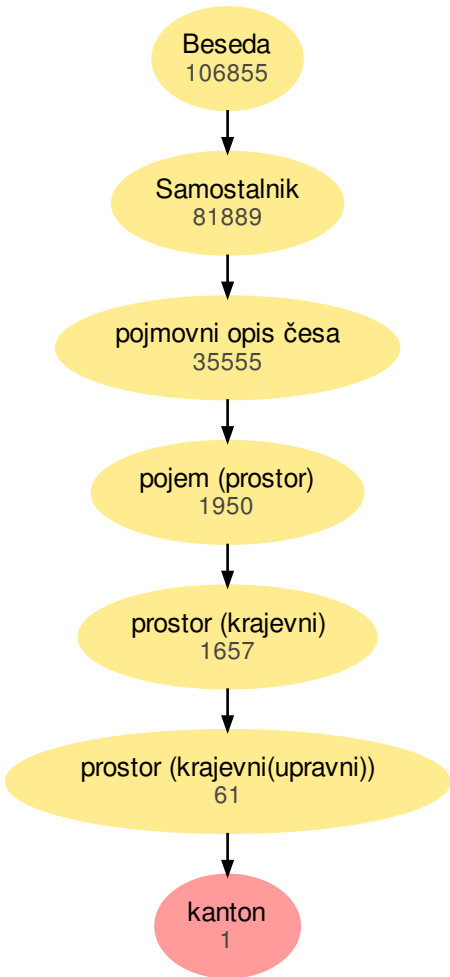 Beseda
106855
Samostalnik
81889
pojmovni opis česa
35555
pojem (prostor)
1950
prostor (krajevni)
1657
prostor (krajevni(upravni))
61
kanton
1